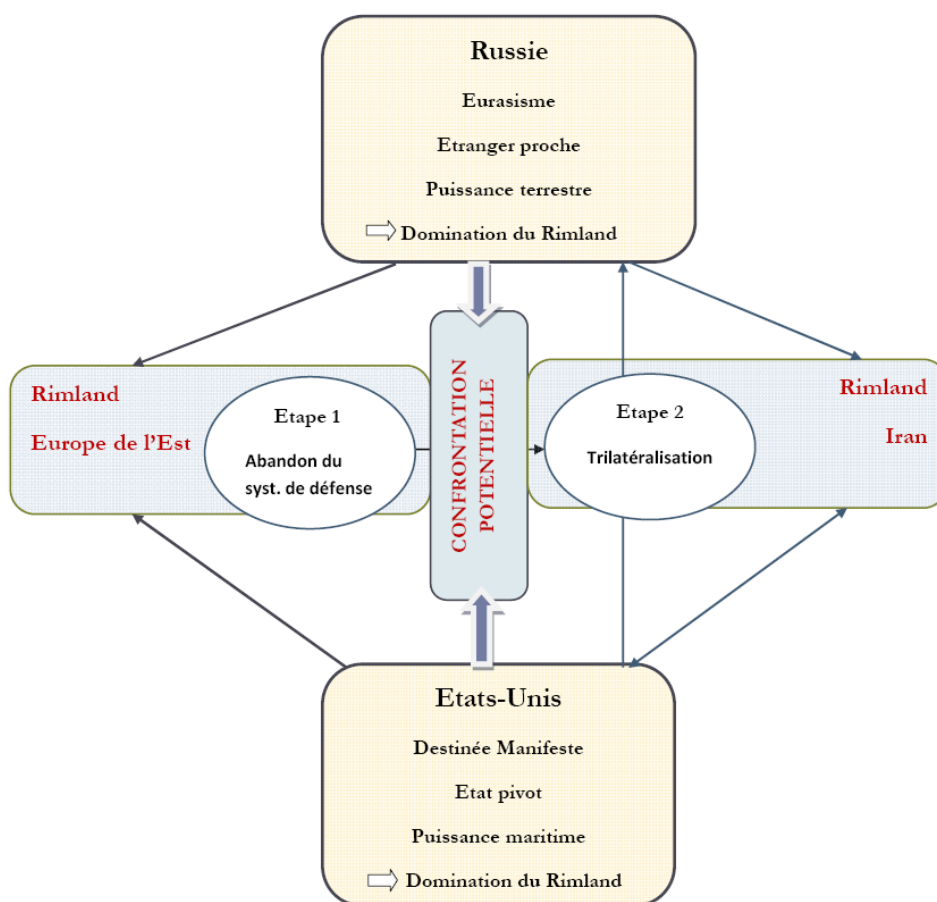 Russie
Eurasisme
Etranger proche
Puissance terrestre
Domination du Rimland
Rimland
Europe de l'Est
Etape 1
Abandon du
syst. de défense
CONFRONTATION
POTENTIELLE
Etape 2
Trilatéralisation
Rimland
Iran
Etats-Unis
Destinée Manifeste
Etat pivot
Puissance maritime
Domination du Rimland